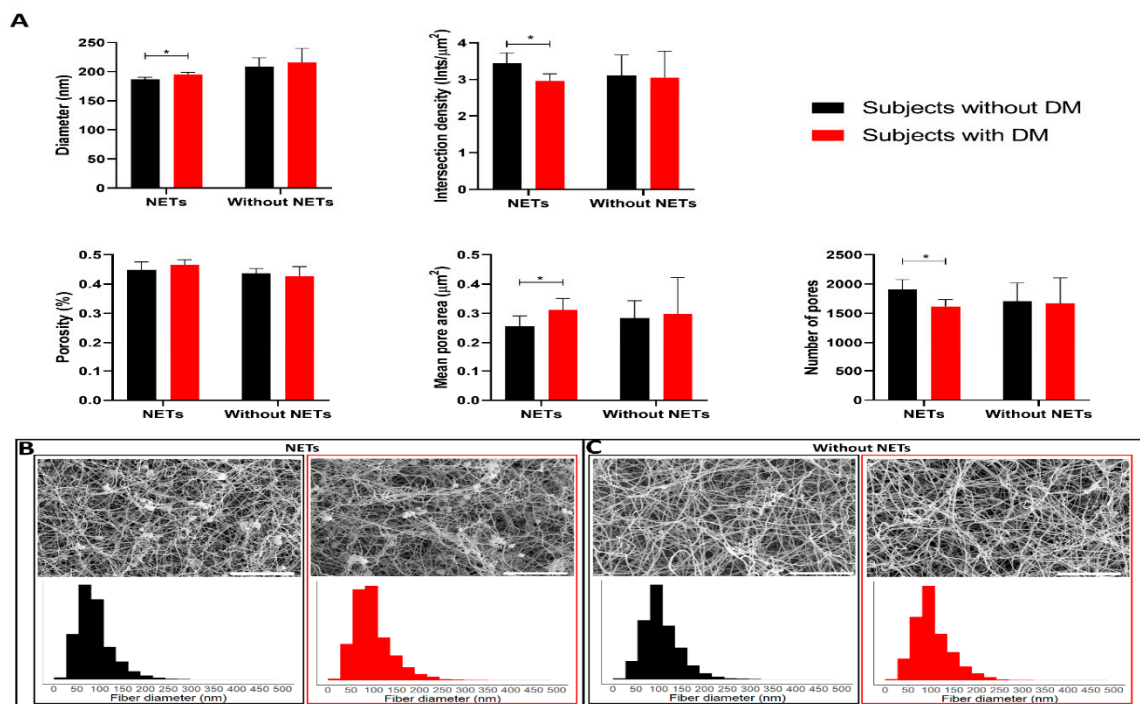 A
Diameter (nm)
250
200
150
100
50
0
*
NETs
Without NETs
Intersection density (Ints/μm²)
6
4
2
0
*
NETs
Without NETs
Subjects without DM
Subjects with DM
Porosity (%)
0.5
0.4
0.3
0.2
0.1
0.0
NETs
Without NETs
Mean pore area (μm²)
0.5
0.4
0.3
0.2
0.1
0.0
*
NETs
Without NETs
Number of pores
2500
2000
1500
1000
500
0
*
NETs
Without NETs
B
NETs
0 50 100 150 200 250 300 350 400 450 500
Fiber diameter (nm)
0 50 100 150 200 250 300 350 400 450 500
Fiber diameter (nm)
C
Without NETs
0 50 100 150 200 250 300 350 400 450 500
Fiber diameter (nm)
0 50 100 150 200 250 300 350 400 450 500
Fiber diameter (nm)